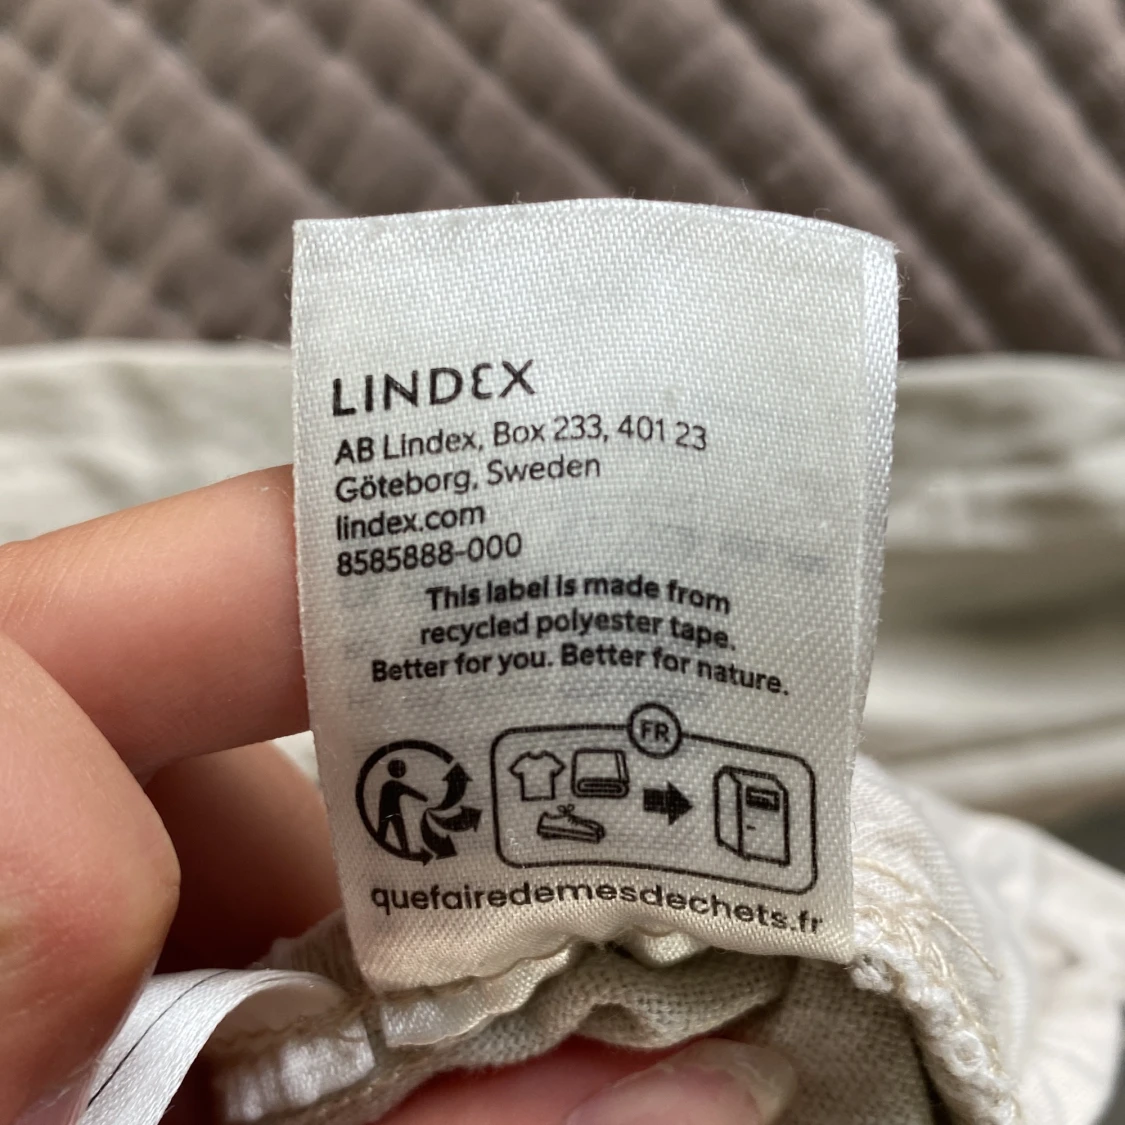 LINDEX
AB Lindex, Box 233, 401 23
Göteborg, Sweden
lindex.com
8585888-000
This label is made from
recycled polyester tape.
Better for you. Better for nature.
FR
quefairedemesdechets.fr